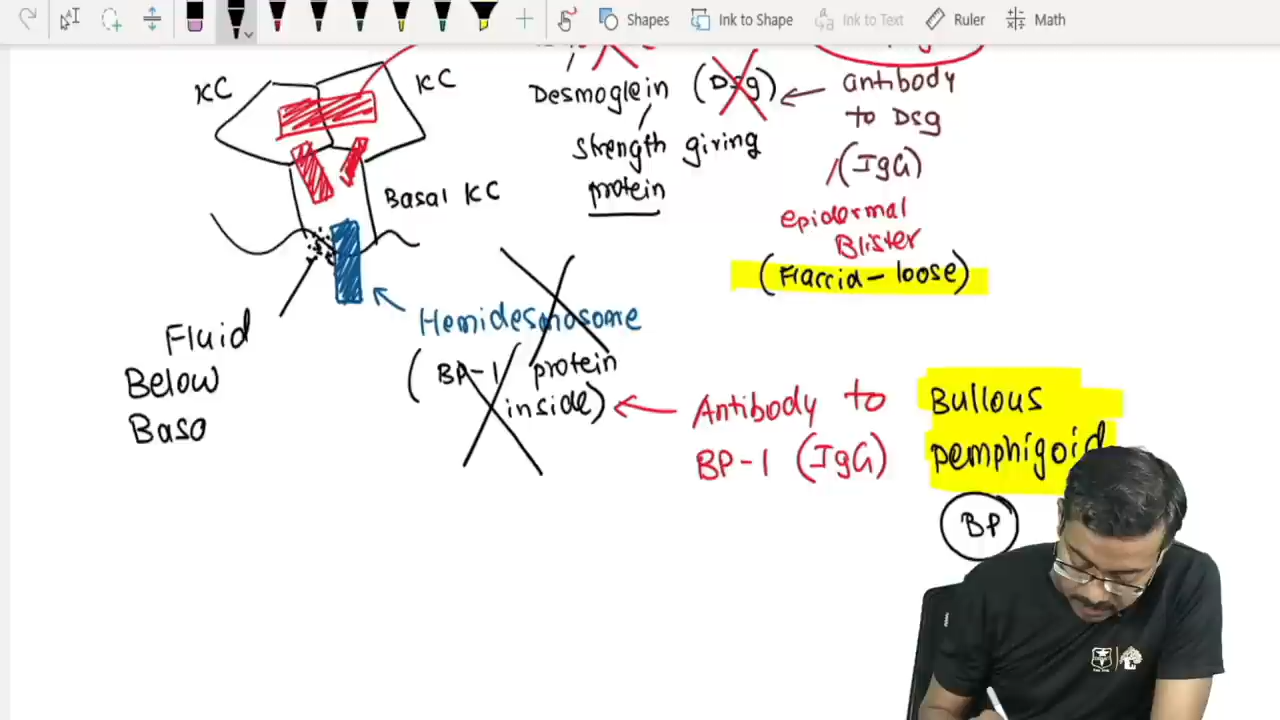 Shapes
Ink to Shape
Ink to Text
Ruler
Math
KC
KC
Desmoglein (Dsg)
antibody
to Dsg
(IgG)
strength giving
protein
Basal KC
epidermal
Blister
(Flaccid - loose)
Hemidesmosome
(BP-1 protein
inside)
Fluid
Below
Basa
Antibody to
BP-1 (IgG)
Bullous
pemphigoid
BP